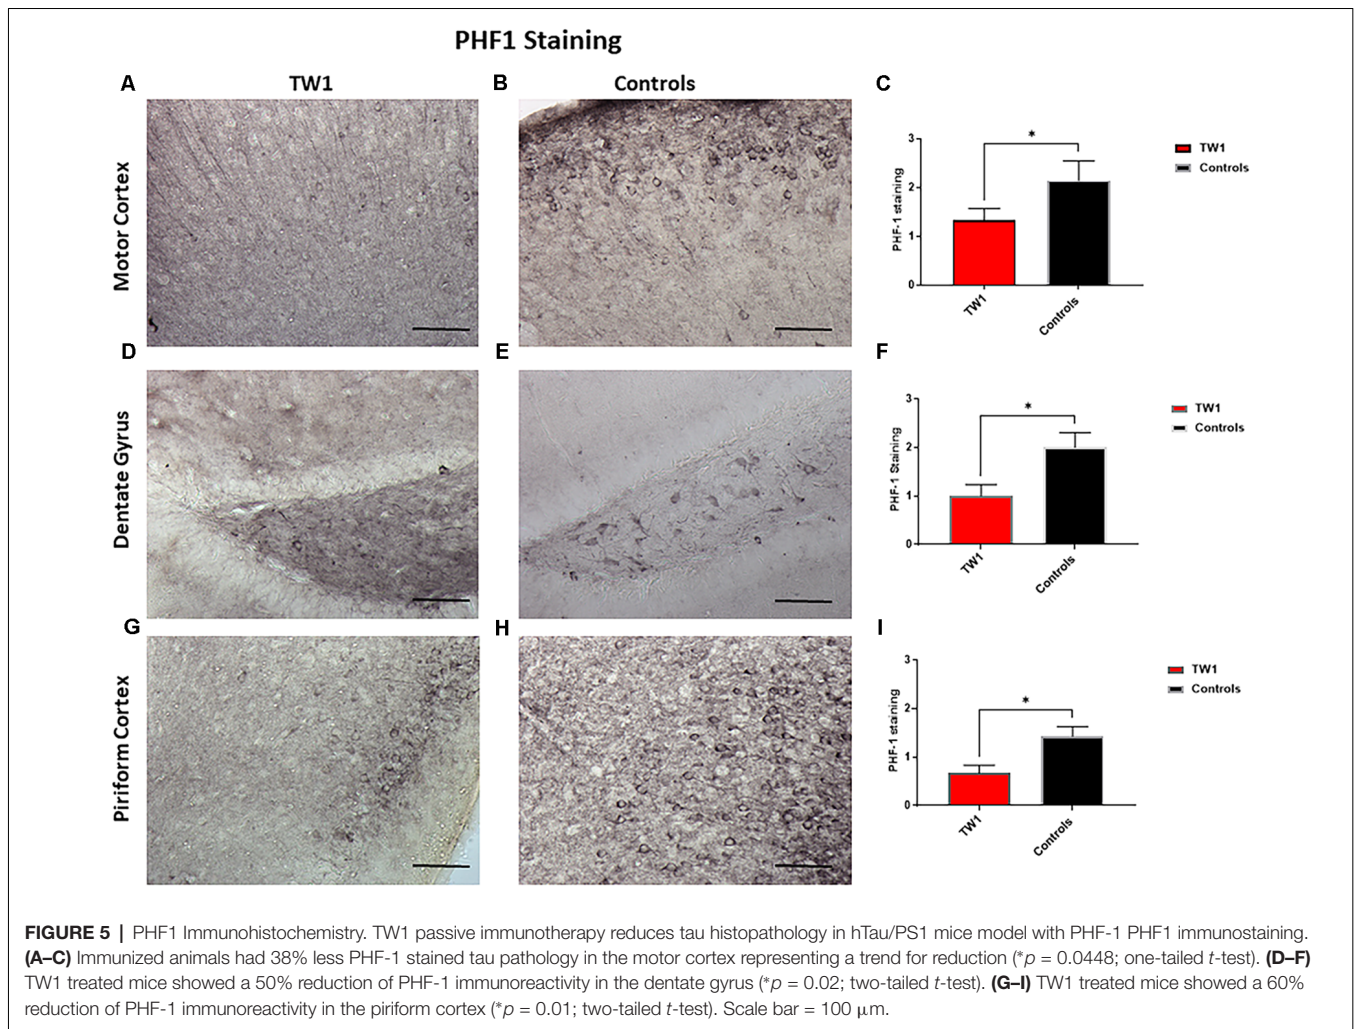 PHF1 Staining
TW1
Controls
A
B
C
Motor Cortex
PHF-1 staining
3
2
1
0
*
TW1
Controls
TW1
Controls
D
E
F
Dentate Gyrus
PHF-1 Staining
3
2
1
0
*
TW1
Controls
TW1
Controls
G
H
I
Piriform Cortex
PHF-1 staining
3
2
1
0
*
TW1
Controls
TW1
Controls
FIGURE 5 | PHF1 Immunohistochemistry. TW1 passive immunotherapy reduces tau histopathology in hTau/PS1 mice model with PHF-1 PHF1 immunostaining.
(A–C) Immunized animals had 38% less PHF-1 stained tau pathology in the motor cortex representing a trend for reduction (*p = 0.0448; one-tailed t-test). (D–F)
TW1 treated mice showed a 50% reduction of PHF-1 immunoreactivity in the dentate gyrus (*p = 0.02; two-tailed t-test). (G–I) TW1 treated mice showed a 60%
reduction of PHF-1 immunoreactivity in the piriform cortex (*p = 0.01; two-tailed t-test). Scale bar = 100 μm.